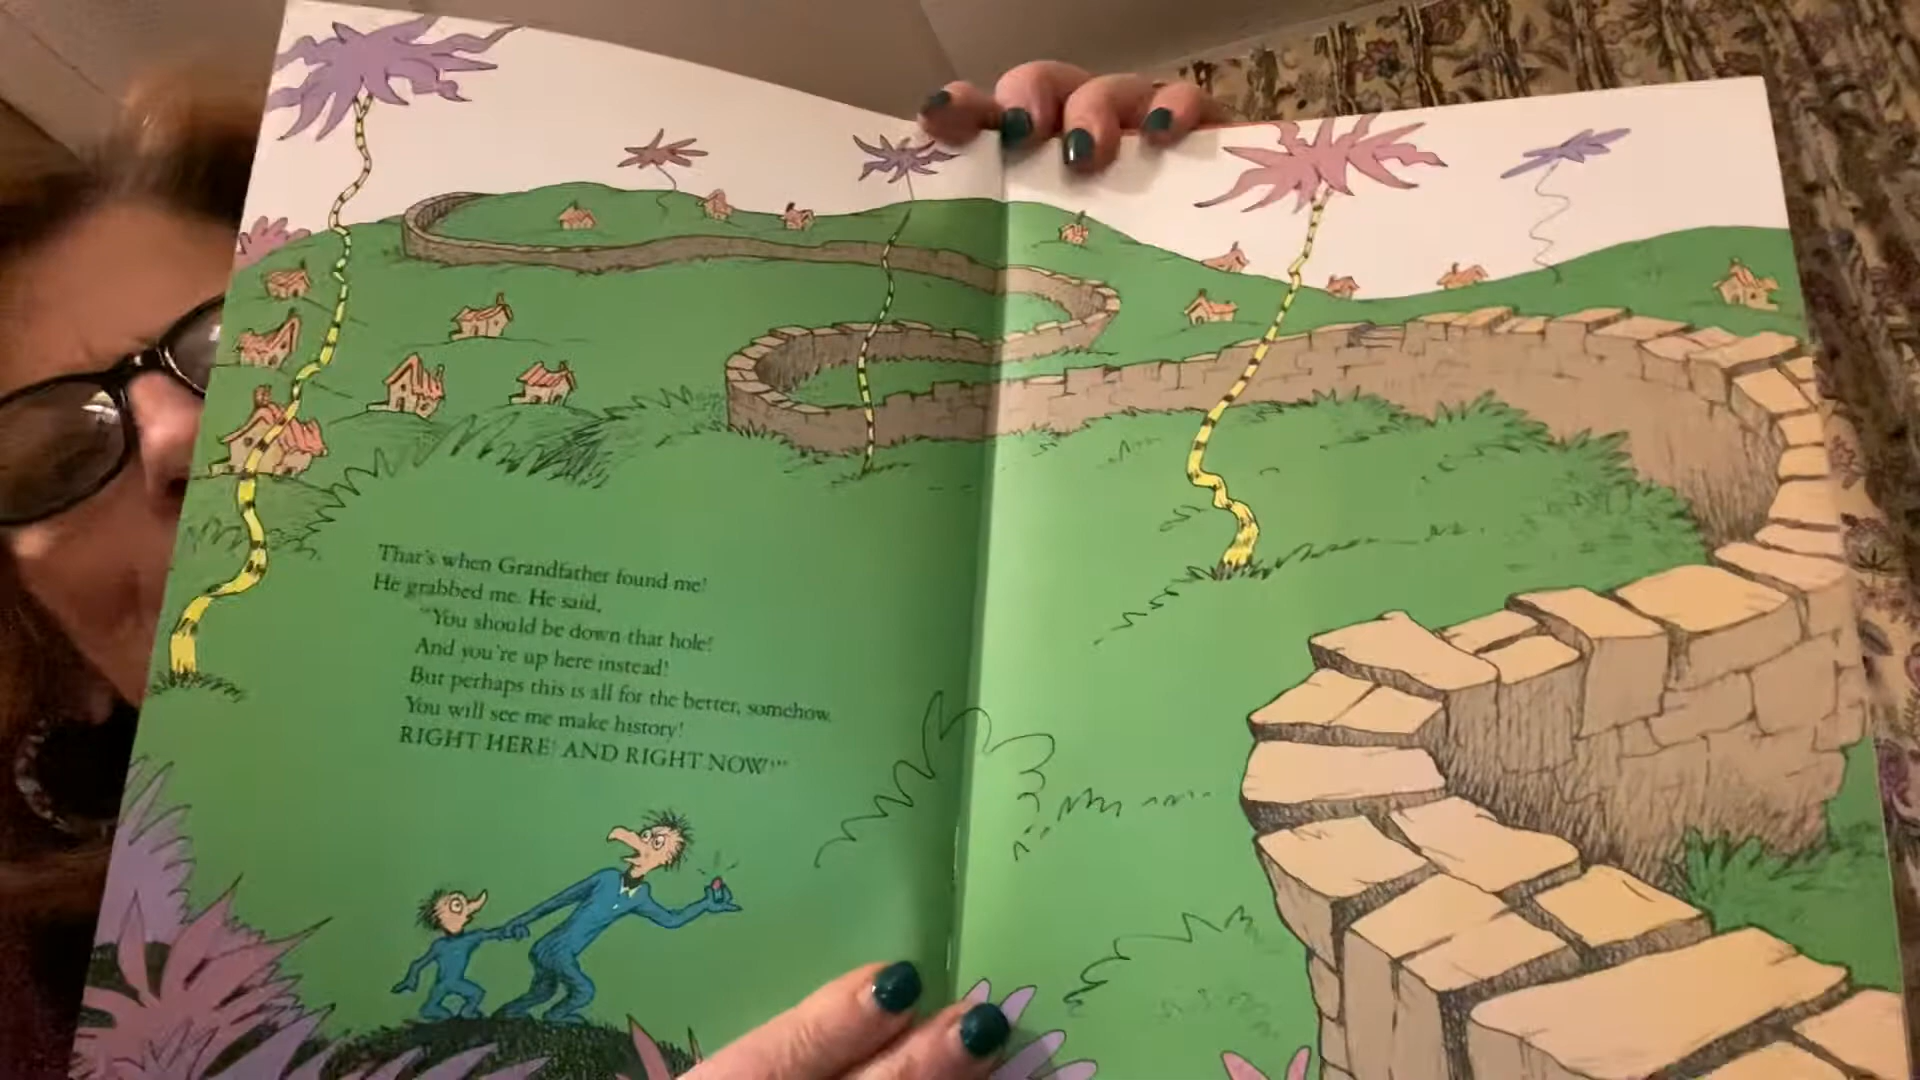 That's when Grandfather found me!
He grabbed me. He said,
"You should be down that hole!
And you're up here instead!
But perhaps this is all for the better, somehow.
You will see me make history!
RIGHT HERE! AND RIGHT NOW!"